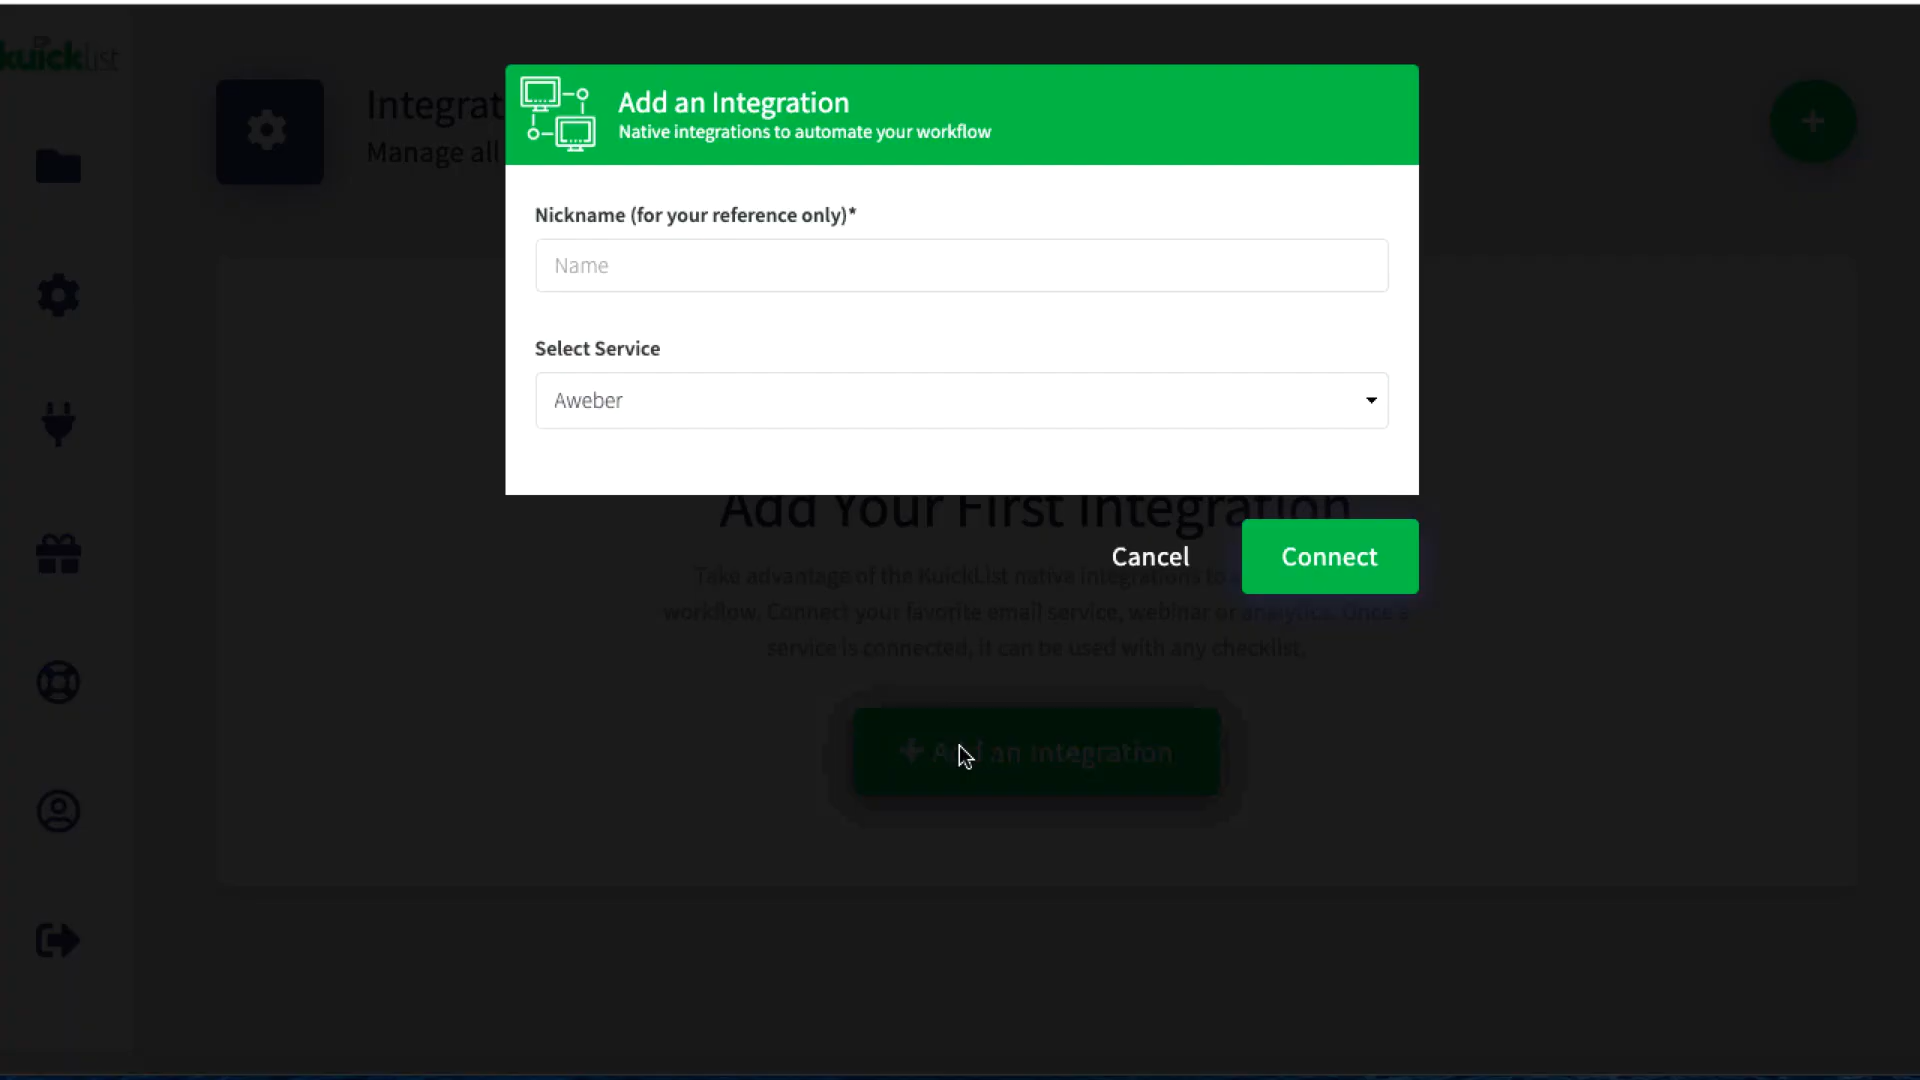 kuicklist
Integrat
Manage all
Add an Integration
Native integrations to automate your workflow
Nickname (for your reference only)*
Name
Select Service
Aweber
Add Your First Integration
Cancel
Connect
Take advantage of the KuickList native integrations to
workflow. Connect your favorite email service, webinar or analytics. Once a
service is connected, it can be used with any checklist.
+ Add an Integration